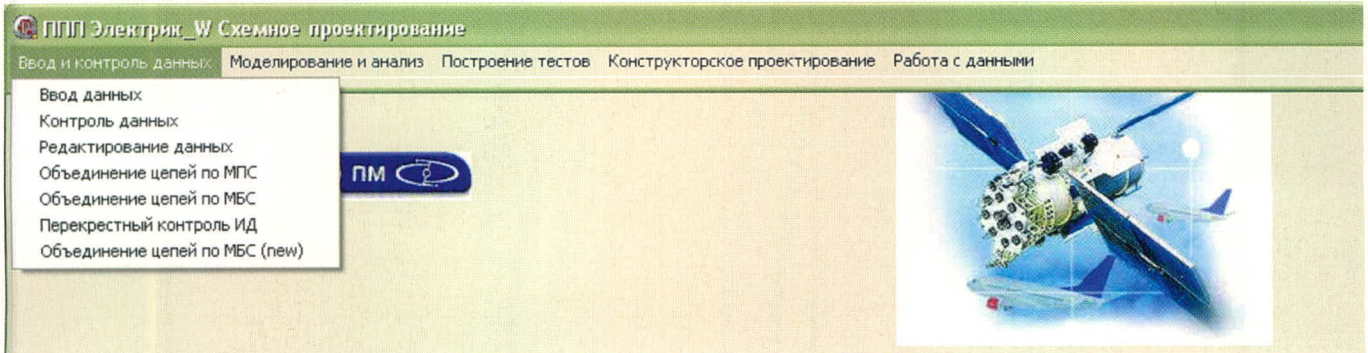 ППП Электрик_W Схемное проектирование
Ввод и контроль данных Моделирование и анализ Построение тестов Конструкторское проектирование Работа с данными
Ввод данных
Контроль данных
Редактирование данных
Объединение цепей по МПС
ПМ
Объединение цепей по МБС
Перекрестный контроль ИД
Объединение цепей по МБС (new)